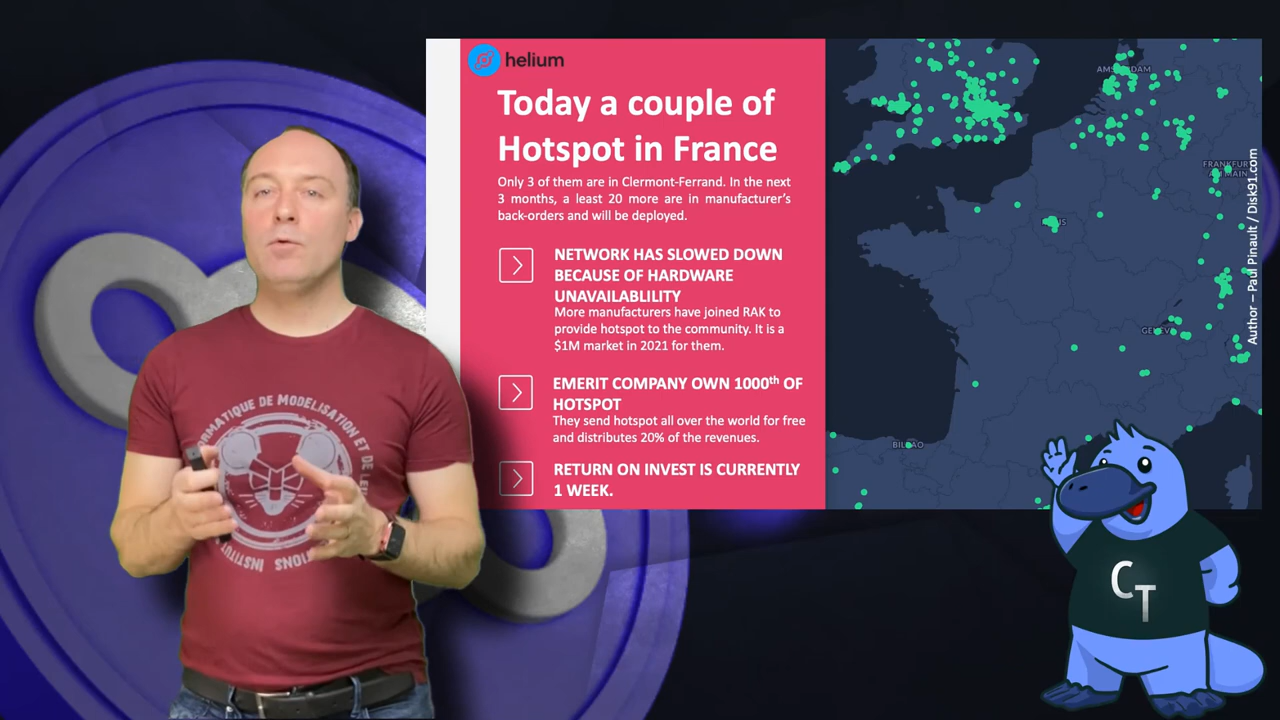 helium
Today a couple of
Hotspot in France
Only 3 of them are in Clermont-Ferrand. In the next
3 months, a least 20 more are in manufacturer's
back-orders and will be deployed.
NETWORK HAS SLOWED DOWN
BECAUSE OF HARDWARE
UNAVAILABLILITY
More manufacturers have joined RAK to
provide hotspot to the community. It is a
$1M market in 2021 for them.
EMERIT COMPANY OWN 1000th OF
HOTSPOT
They send hotspot all over the world for free
and distributes 20% of the revenues.
RETURN ON INVEST IS CURRENTLY
1 WEEK.
BILBAO
Author – Paul Pinault / Disk91.com
CT